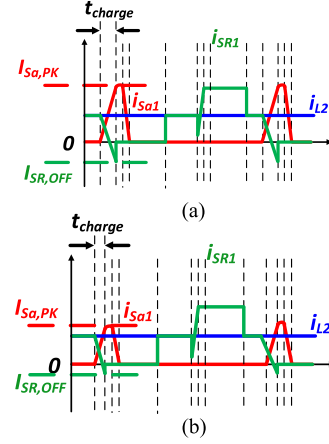 t_charge
I_Sa,PK
i_Sa1
i_SR1
i_L2
0
I_SR,OFF
(a)
t_charge
i_SR1
I_Sa,PK
i_Sa1
i_L2
0
I_SR,OFF
(b)